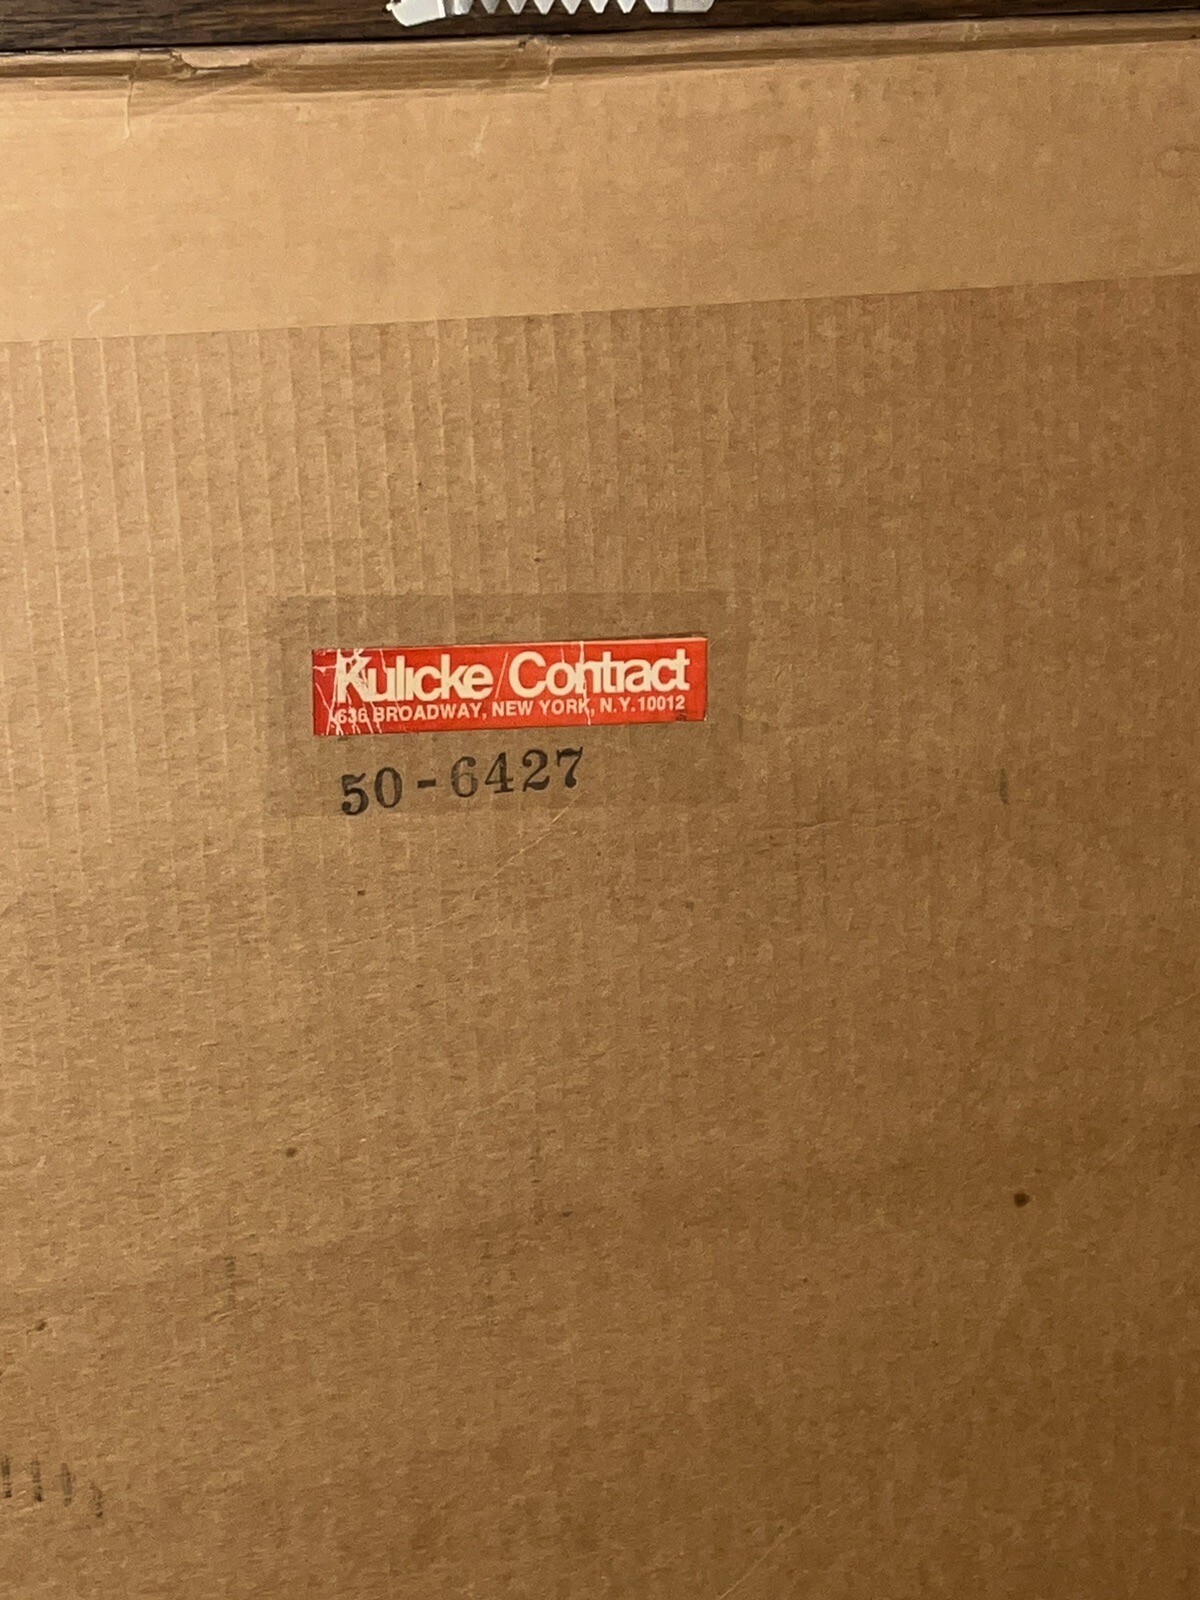 Kulicke/Contract
636 BROADWAY, NEW YORK, N.Y. 10012
50-6427